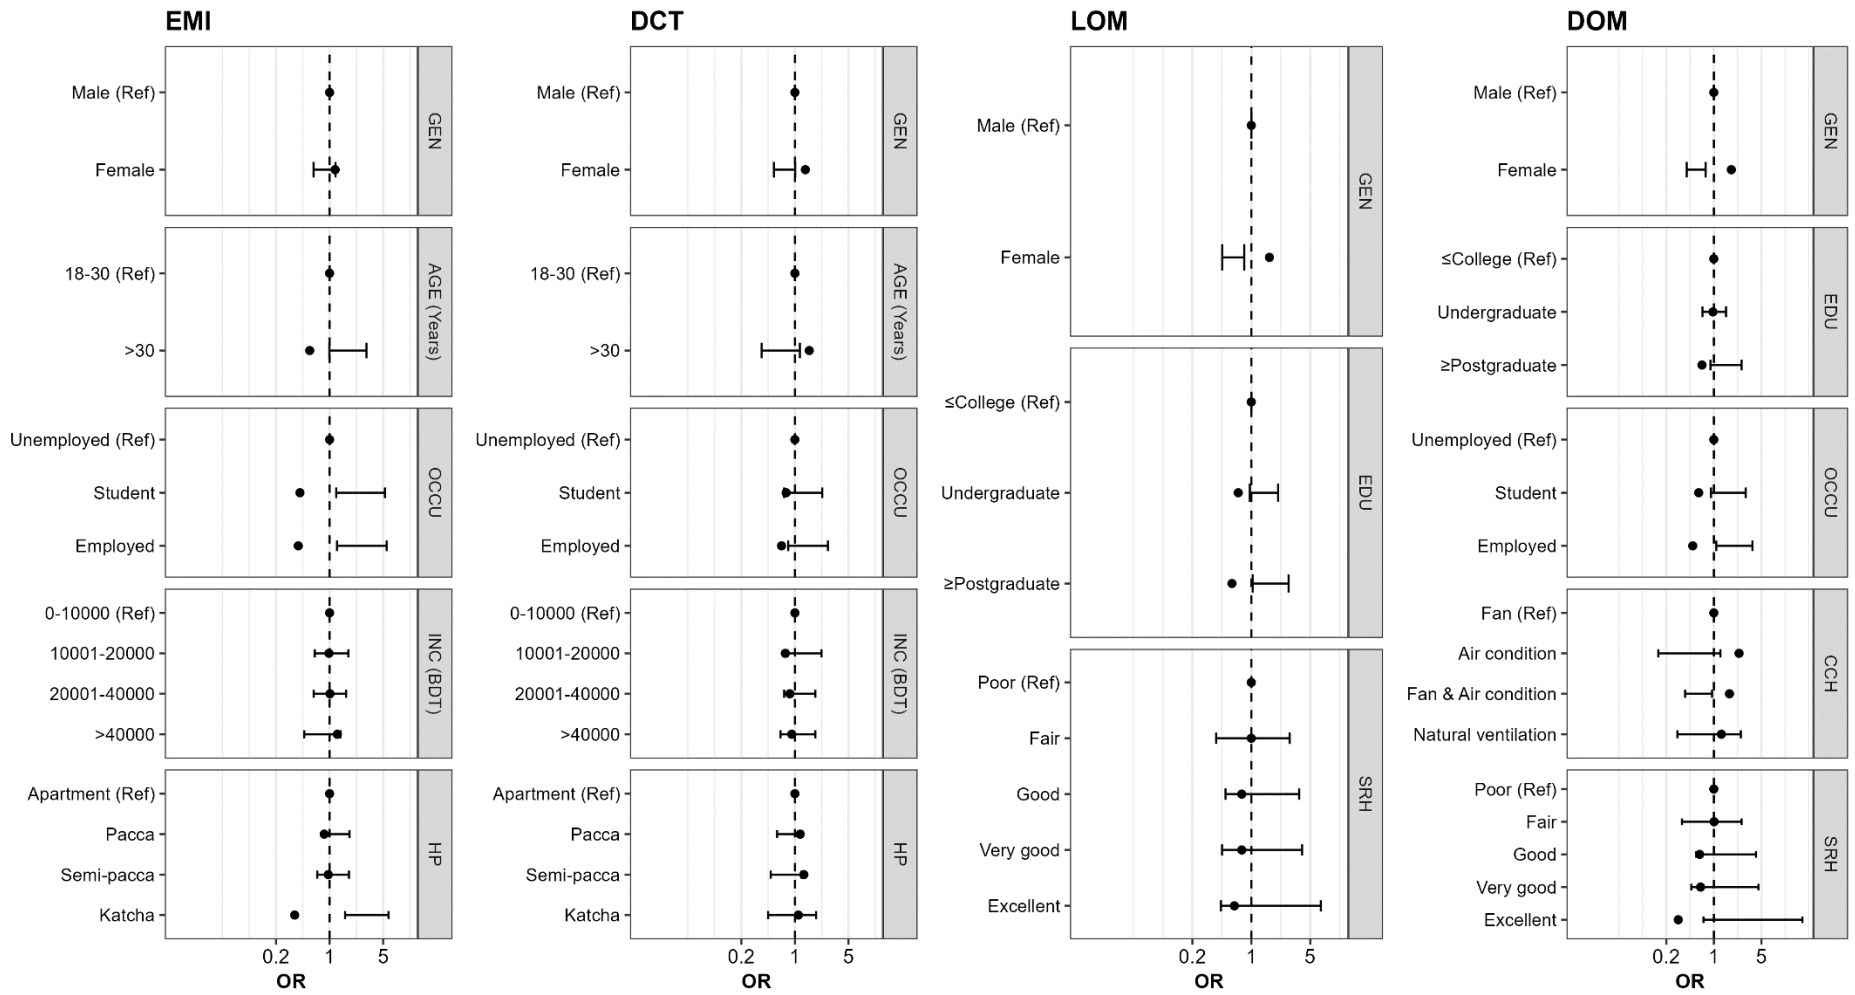 EMI
Male (Ref)
Female
GEN
18-30 (Ref)
>30
AGE (Years)
Unemployed (Ref)
Student
Employed
OCCU
0-10000 (Ref)
10001-20000
20001-40000
>40000
INC (BDT)
Apartment (Ref)
Pacca
Semi-pacca
Katcha
HP
0.2 1 5
OR
DCT
Male (Ref)
Female
GEN
18-30 (Ref)
>30
AGE (Years)
Unemployed (Ref)
Student
Employed
OCCU
0-10000 (Ref)
10001-20000
20001-40000
>40000
INC (BDT)
Apartment (Ref)
Pacca
Semi-pacca
Katcha
HP
0.2 1 5
OR
LOM
Male (Ref)
Female
GEN
≤College (Ref)
Undergraduate
≥Postgraduate
EDU
Poor (Ref)
Fair
Good
Very good
Excellent
SRH
0.2 1 5
OR
DOM
Male (Ref)
Female
GEN
≤College (Ref)
Undergraduate
≥Postgraduate
EDU
Unemployed (Ref)
Student
Employed
OCCU
Fan (Ref)
Air condition
Fan & Air condition
Natural ventilation
CCH
Poor (Ref)
Fair
Good
Very good
Excellent
SRH
0.2 1 5
OR